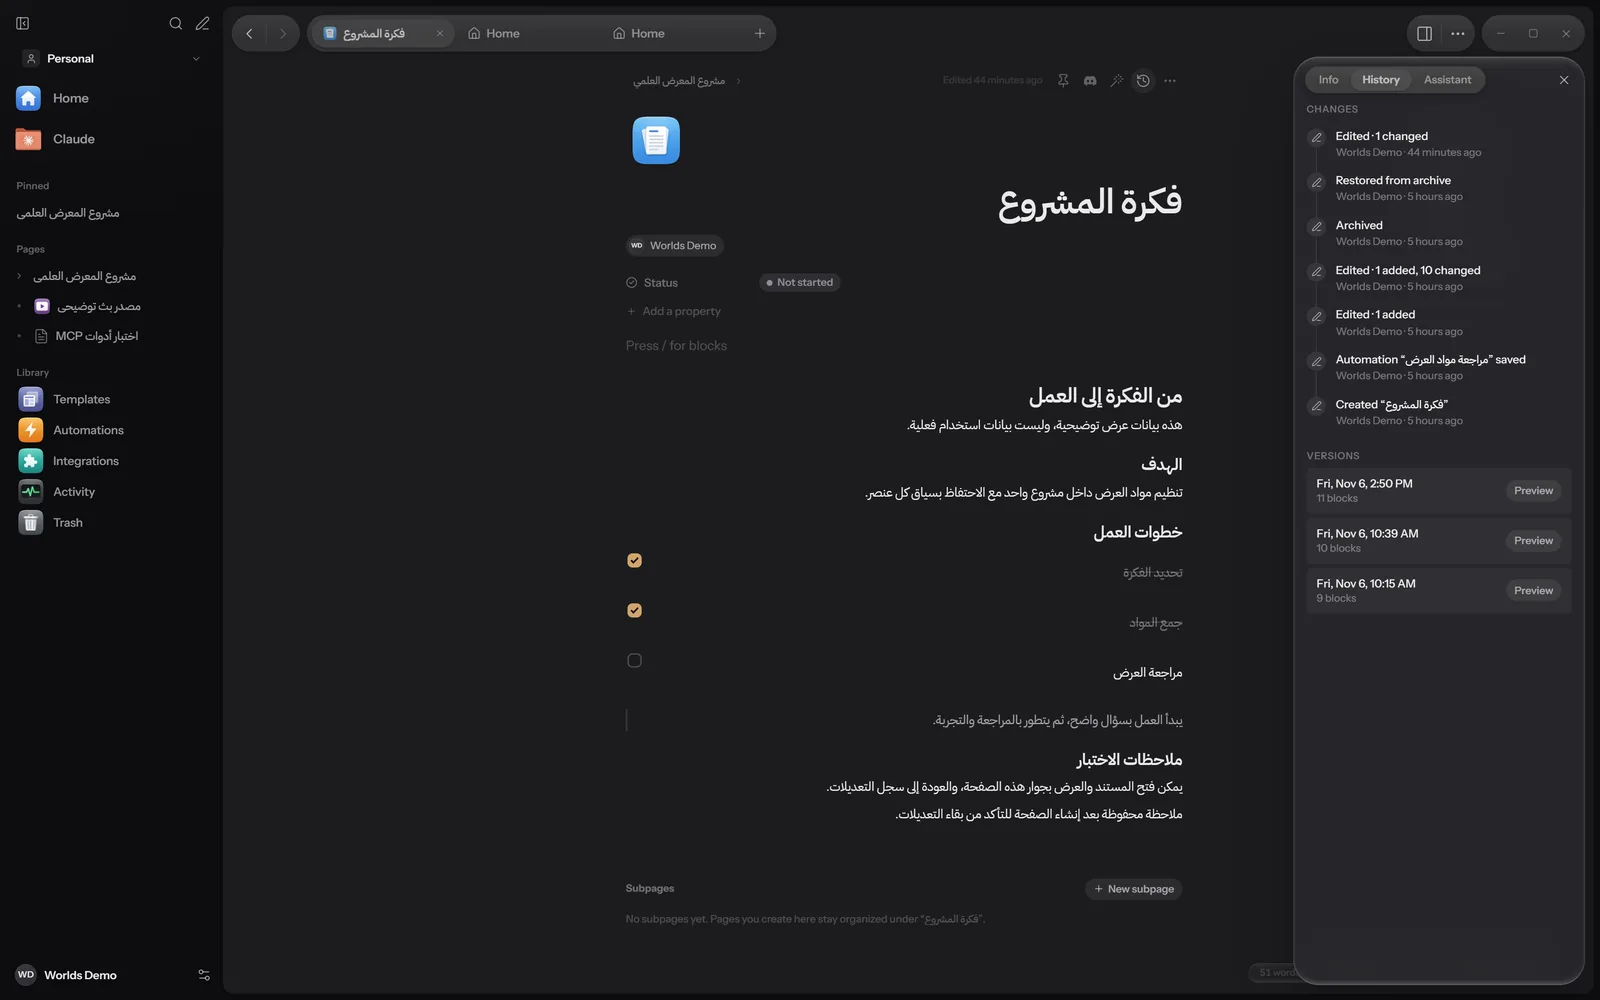 Personal
Home
Claude
Pinned
مشروع المعرض العلمي
Pages
مشروع المعرض العلمي
مصدر بث توضيحي
اختبار أدوات MCP
Library
Templates
Automations
Integrations
Activity
Trash
WD Worlds Demo
فكرة المشروع
Home
Home
مشروع المعرض العلمي
Edited 44 minutes ago
فكرة المشروع
WD Worlds Demo
Status
Not started
Add a property
Press / for blocks
من الفكرة إلى العمل
هذه بيانات عرض توضيحية، وليست بيانات استخدام فعلية.
الهدف
تنظيم مواد العرض داخل مشروع واحد مع الاحتفاظ بسياق كل عنصر.
خطوات العمل
تحديد الفكرة
جمع المواد
مراجعة العرض
يبدأ العمل بسؤال واضح، ثم يتطور بالمراجعة والتجربة.
ملاحظات الاختبار
يمكن فتح المستند والعرض بجوار هذه الصفحة، والعودة إلى سجل التعديلات.
ملاحظة محفوظة بعد إنشاء الصفحة للتأكد من بقاء التعديلات.
Subpages
New subpage
No subpages yet. Pages you create here stay organized under “فكرة المشروع”.
51 words
Info
History
Assistant
CHANGES
Edited · 1 changed
Worlds Demo · 44 minutes ago
Restored from archive
Worlds Demo · 5 hours ago
Archived
Worlds Demo · 5 hours ago
Edited · 1 added, 10 changed
Worlds Demo · 5 hours ago
Edited · 1 added
Worlds Demo · 5 hours ago
Automation “مراجعة مواد العرض” saved
Worlds Demo · 5 hours ago
Created “فكرة المشروع”
Worlds Demo · 5 hours ago
VERSIONS
Fri, Nov 6, 2:50 PM
11 blocks
Preview
Fri, Nov 6, 10:39 AM
10 blocks
Preview
Fri, Nov 6, 10:15 AM
9 blocks
Preview